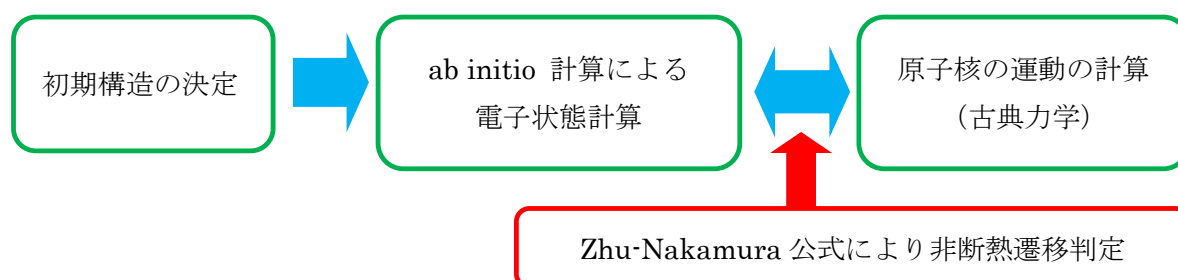 初期構造の決定
ab initio 計算による
電子状態計算
原子核の運動の計算
(古典力学)
Zhu-Nakamura 公式により非断熱遷移判定